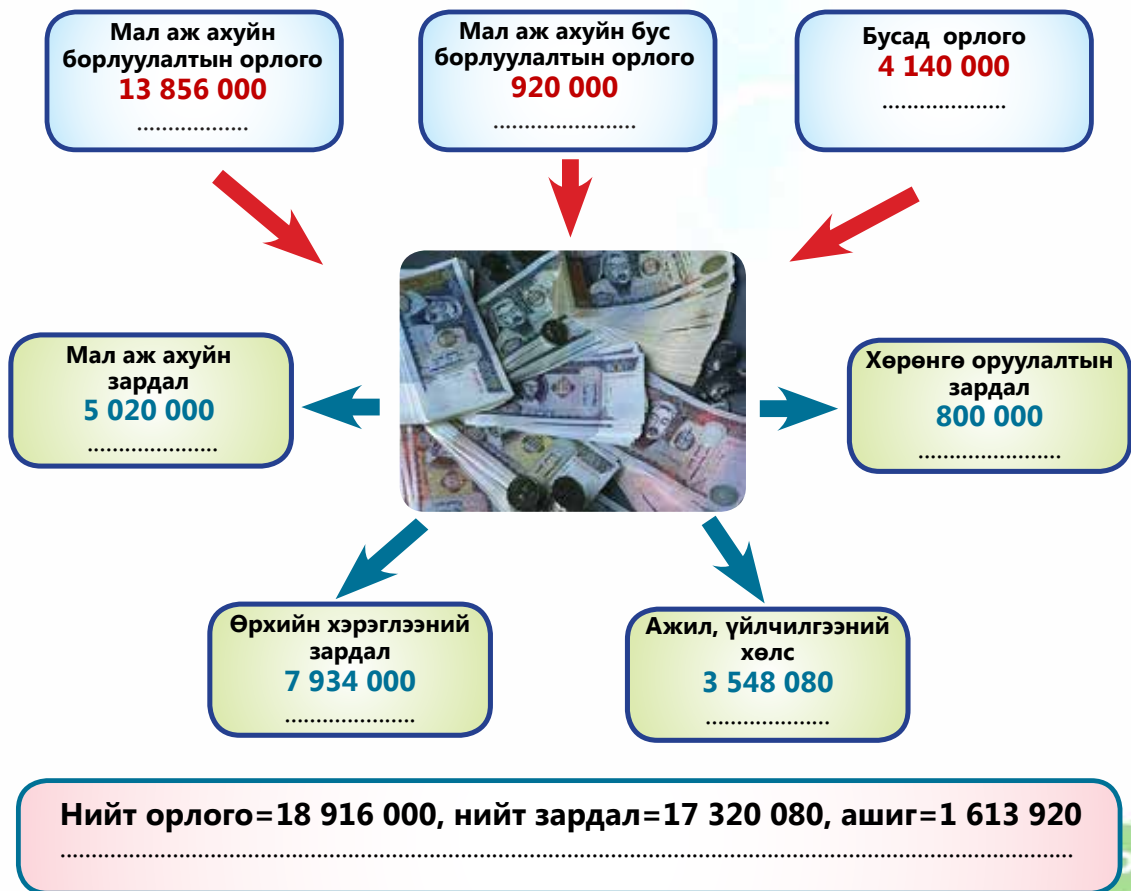 Мал аж ахуйн
борлуулалтын орлого
13 856 000
..................
Мал аж ахуйн бус
борлуулалтын орлого
920 000
.......................
Бусад орлого
4 140 000
....................
Мал аж ахуйн
зардал
5 020 000
.....................
Хөрөнгө оруулалтын
зардал
800 000
.......................
Өрхийн хэрэглээний
зардал
7 934 000
.....................
Ажил, үйлчилгээний
хөлс
3 548 080
....................
Нийт орлого=18 916 000, нийт зардал=17 320 080, ашиг=1 613 920
....................................................................................................................................................................